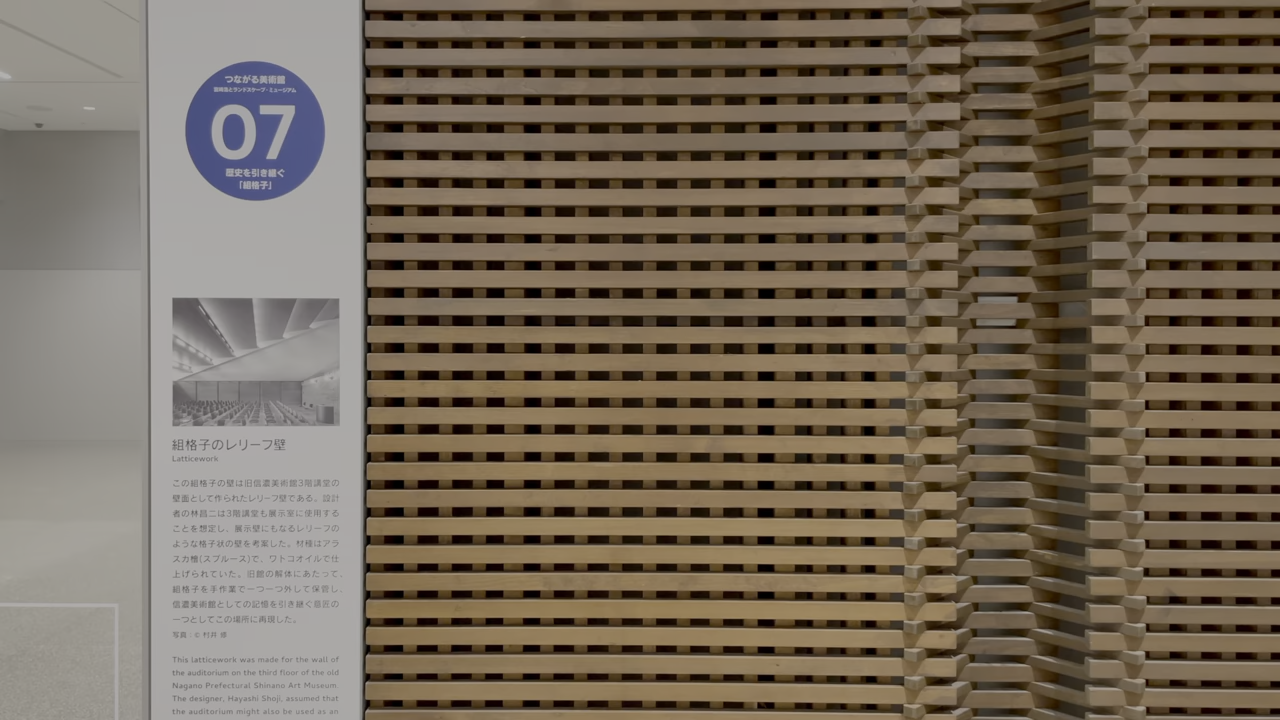 つながる美術館
宮崎浩とランドスケープ・ミュージアム
07
歴史を引き継ぐ
「組格子」
組格子のレリーフ壁
Latticework
この組格子の壁は旧信濃美術館3階講堂の
壁面として作られたレリーフ壁である。設計
者の林昌二は3階講堂も展示室に使用する
ことを想定し、展示壁にもなるレリーフの
ような格子状の壁を考案した。材種はアラ
スカ檜(スプルース)で、ワトコオイルで仕
上げられていた。旧館の解体にあたって、
組格子を手作業で一つ一つ外して保管し、
信濃美術館としての記憶を引き継ぐ意匠の
一つとしてこの場所に再現した。
写真：© 村井 修
This latticework was made for the wall of
the auditorium on the third floor of the old
Nagano Prefectural Shinano Art Museum.
The designer, Hayashi Shoji, assumed that
the auditorium might also be used as an